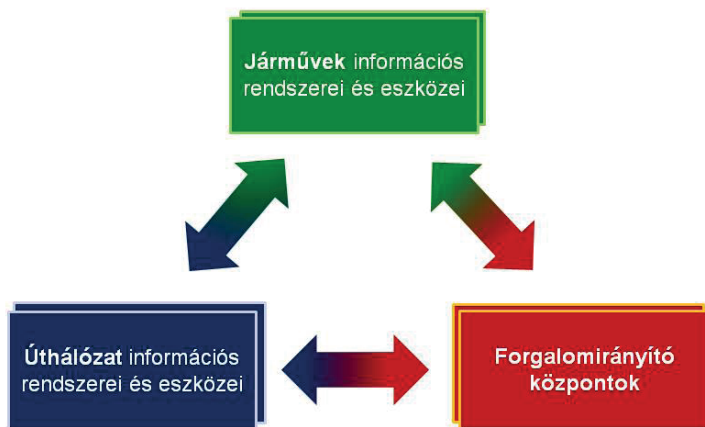 Járművek információs
rendszerei és eszközei
Úthálózat információs
rendszerei és eszközei
Forgalomirányító
központok